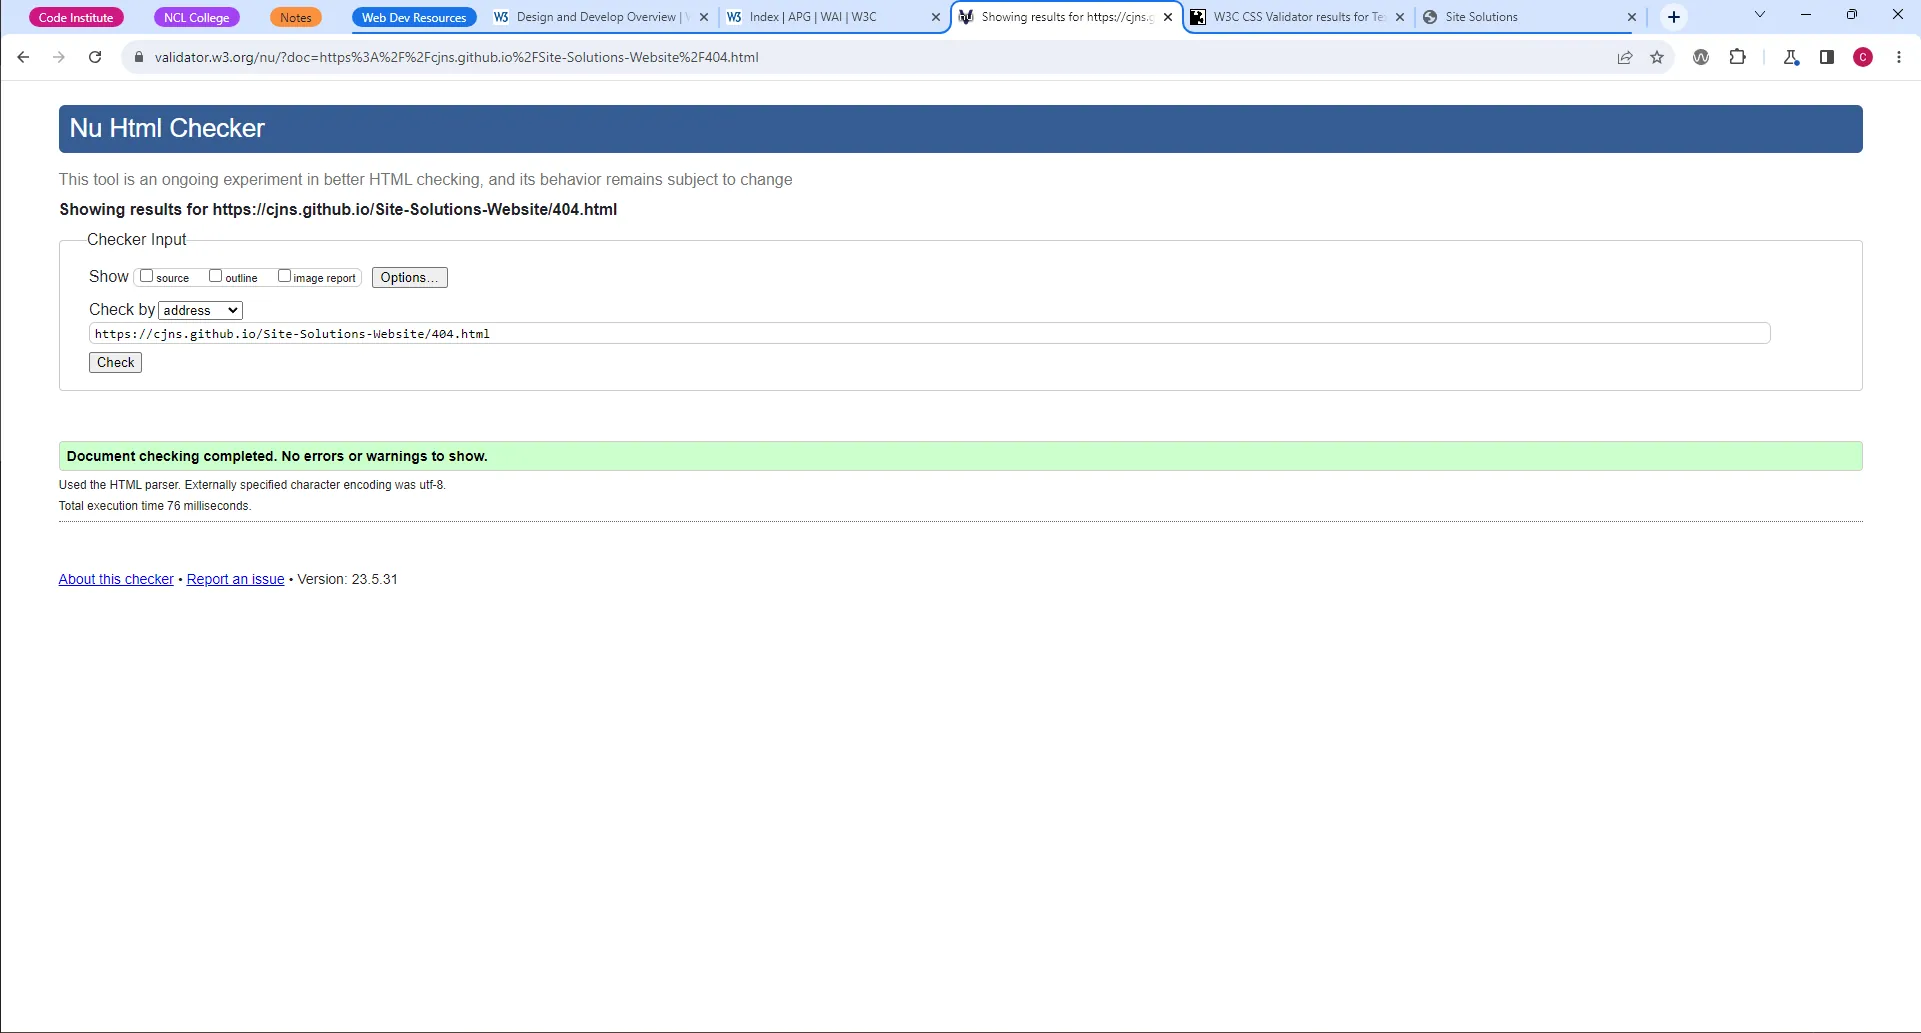 Code Institute NCL College Notes Web Dev Resources Design and Develop Overview | Index | APG | WAI | W3C Showing results for https://cjns.g W3C CSS Validator results for Te Site Solutions
validator.w3.org/nu/?doc=https%3A%2F%2Fcjns.github.io%2FSite-Solutions-Website%2F404.html
C
Nu Html Checker
This tool is an ongoing experiment in better HTML checking, and its behavior remains subject to change
Showing results for https://cjns.github.io/Site-Solutions-Website/404.html
Checker Input
Show source outline image report Options...
Check by address
https://cjns.github.io/Site-Solutions-Website/404.html
Check
Document checking completed. No errors or warnings to show.
Used the HTML parser. Externally specified character encoding was utf-8.
Total execution time 76 milliseconds.
About this checker • Report an issue • Version: 23.5.31